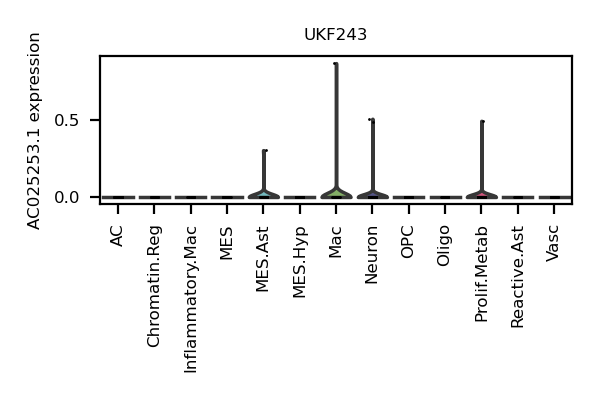 UKF243
AC025253.1 expression
0.5
0.0
AC
Chromatin.Reg
Inflammatory.Mac
MES
MES.Ast
MES.Hyp
Mac
Neuron
OPC
Oligo
Prolif.Metab
Reactive.Ast
Vasc